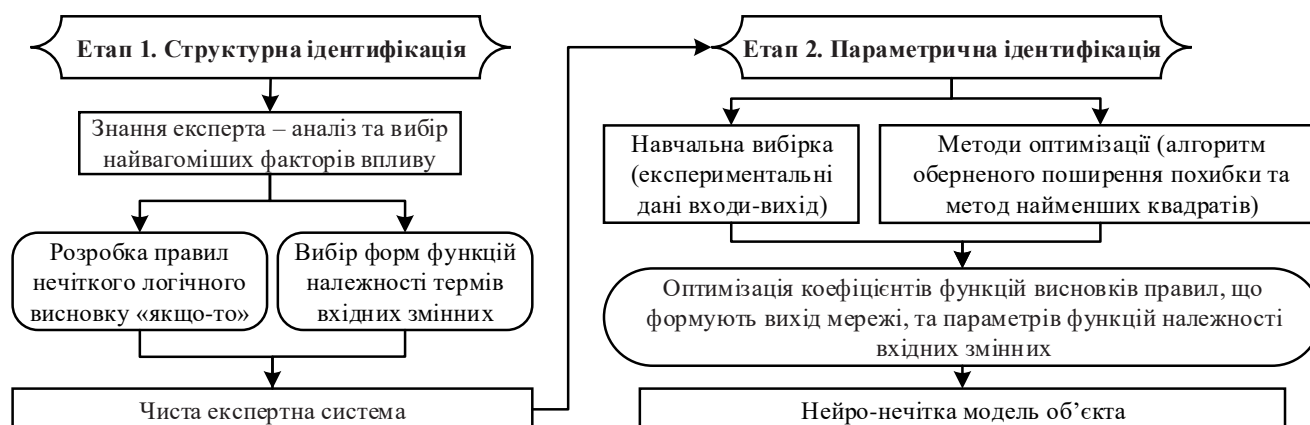 Етап 1. Структурна ідентифікація
Знання експерта – аналіз та вибір
найвагоміших факторів впливу
Розробка правил
нечіткого логічного
висновку «якщо-то»
Вибір форм функцій
належності термів
вхідних змінних
Чиста експертна система
Етап 2. Параметрична ідентифікація
Навчальна вибірка
(експериментальні
дані входи-вихід)
Методи оптимізації (алгоритм
оберненого поширення похибки та
метод найменших квадратів)
Оптимізація коефіцієнтів функцій висновків правил, що
формують вихід мережі, та параметрів функцій належності
вхідних змінних
Нейро-нечітка модель об’єкта